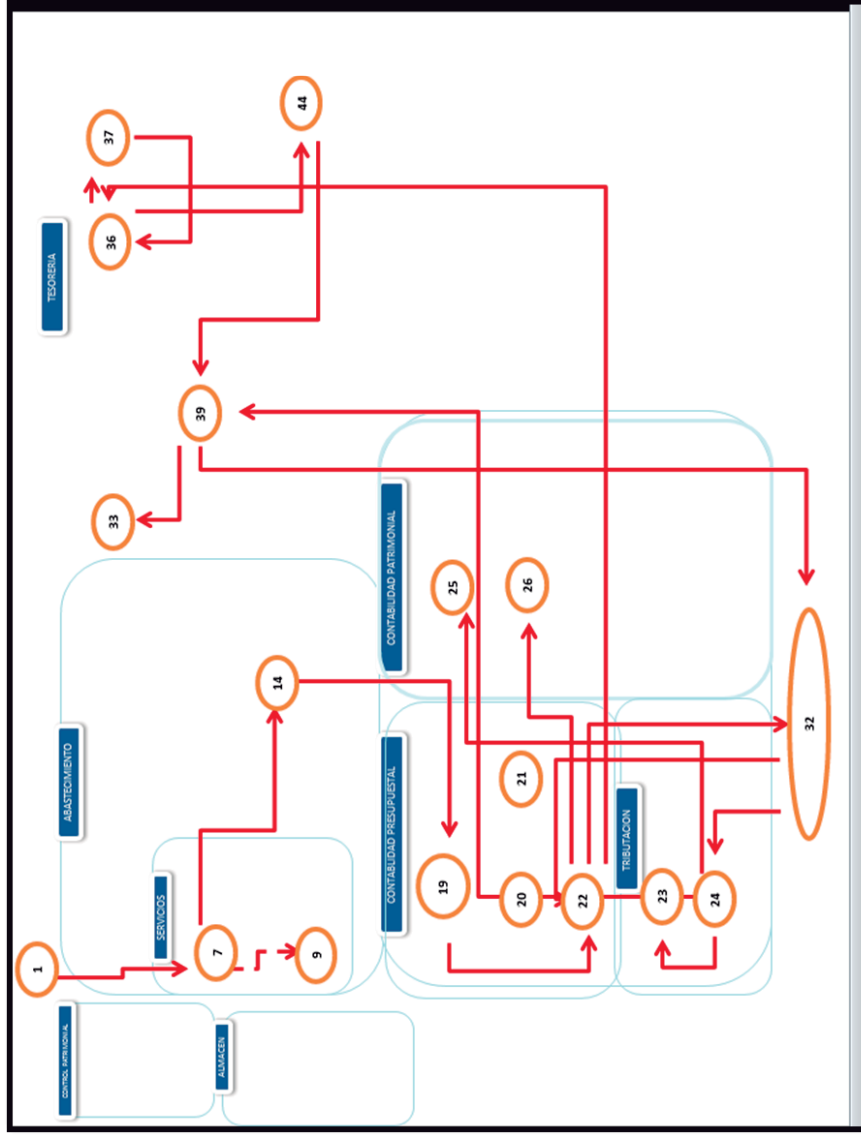 1
CONTROL PATRIMONIAL
ABASTECIMIENTO
TESORERIA
33
36
37
SERVICIOS
ALMACEN
7
39
14
44
9
CONTABLIDAD PRESUPUESTAL
CONTABILIDAD PATRIMONIAL
19
25
20
21
26
22
TRIBUTACION
23
24
32